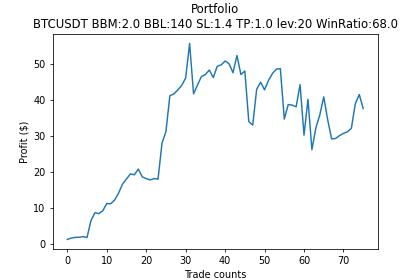 Portfolio
BTCUSDT BBM:2.0 BBL:140 SL:1.4 TP:1.0 lev:20 WinRatio:68.0
50
40
30
20
10
0
Profit ($)
0 10 20 30 40 50 60 70
Trade counts